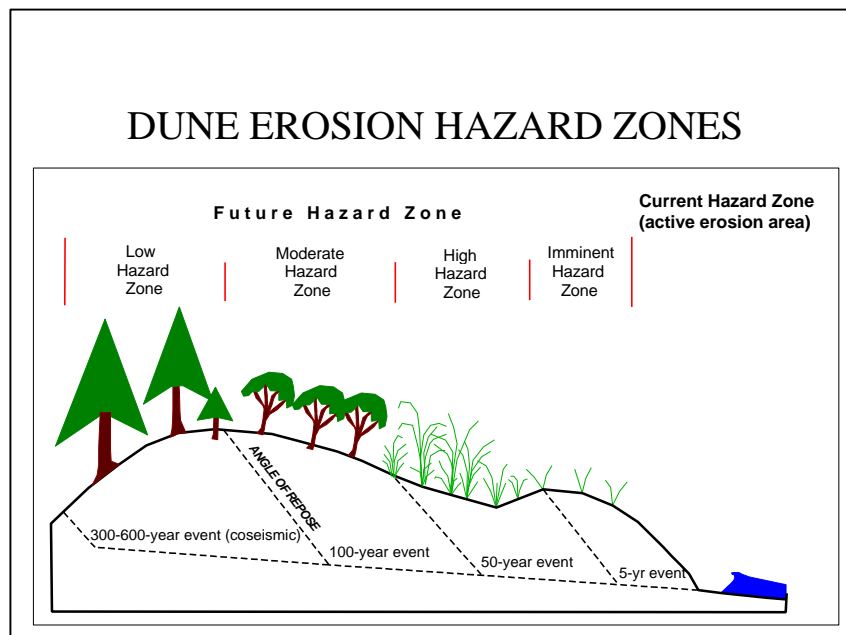 DUNE EROSION HAZARD ZONES
Future Hazard Zone
Current Hazard Zone
(active erosion area)
Low
Hazard
Zone
Moderate
Hazard
Zone
High
Hazard
Zone
Imminent
Hazard
Zone
ANGLE OF REPOSE
300-600-year event (coseismic)
100-year event
50-year event
5-yr event